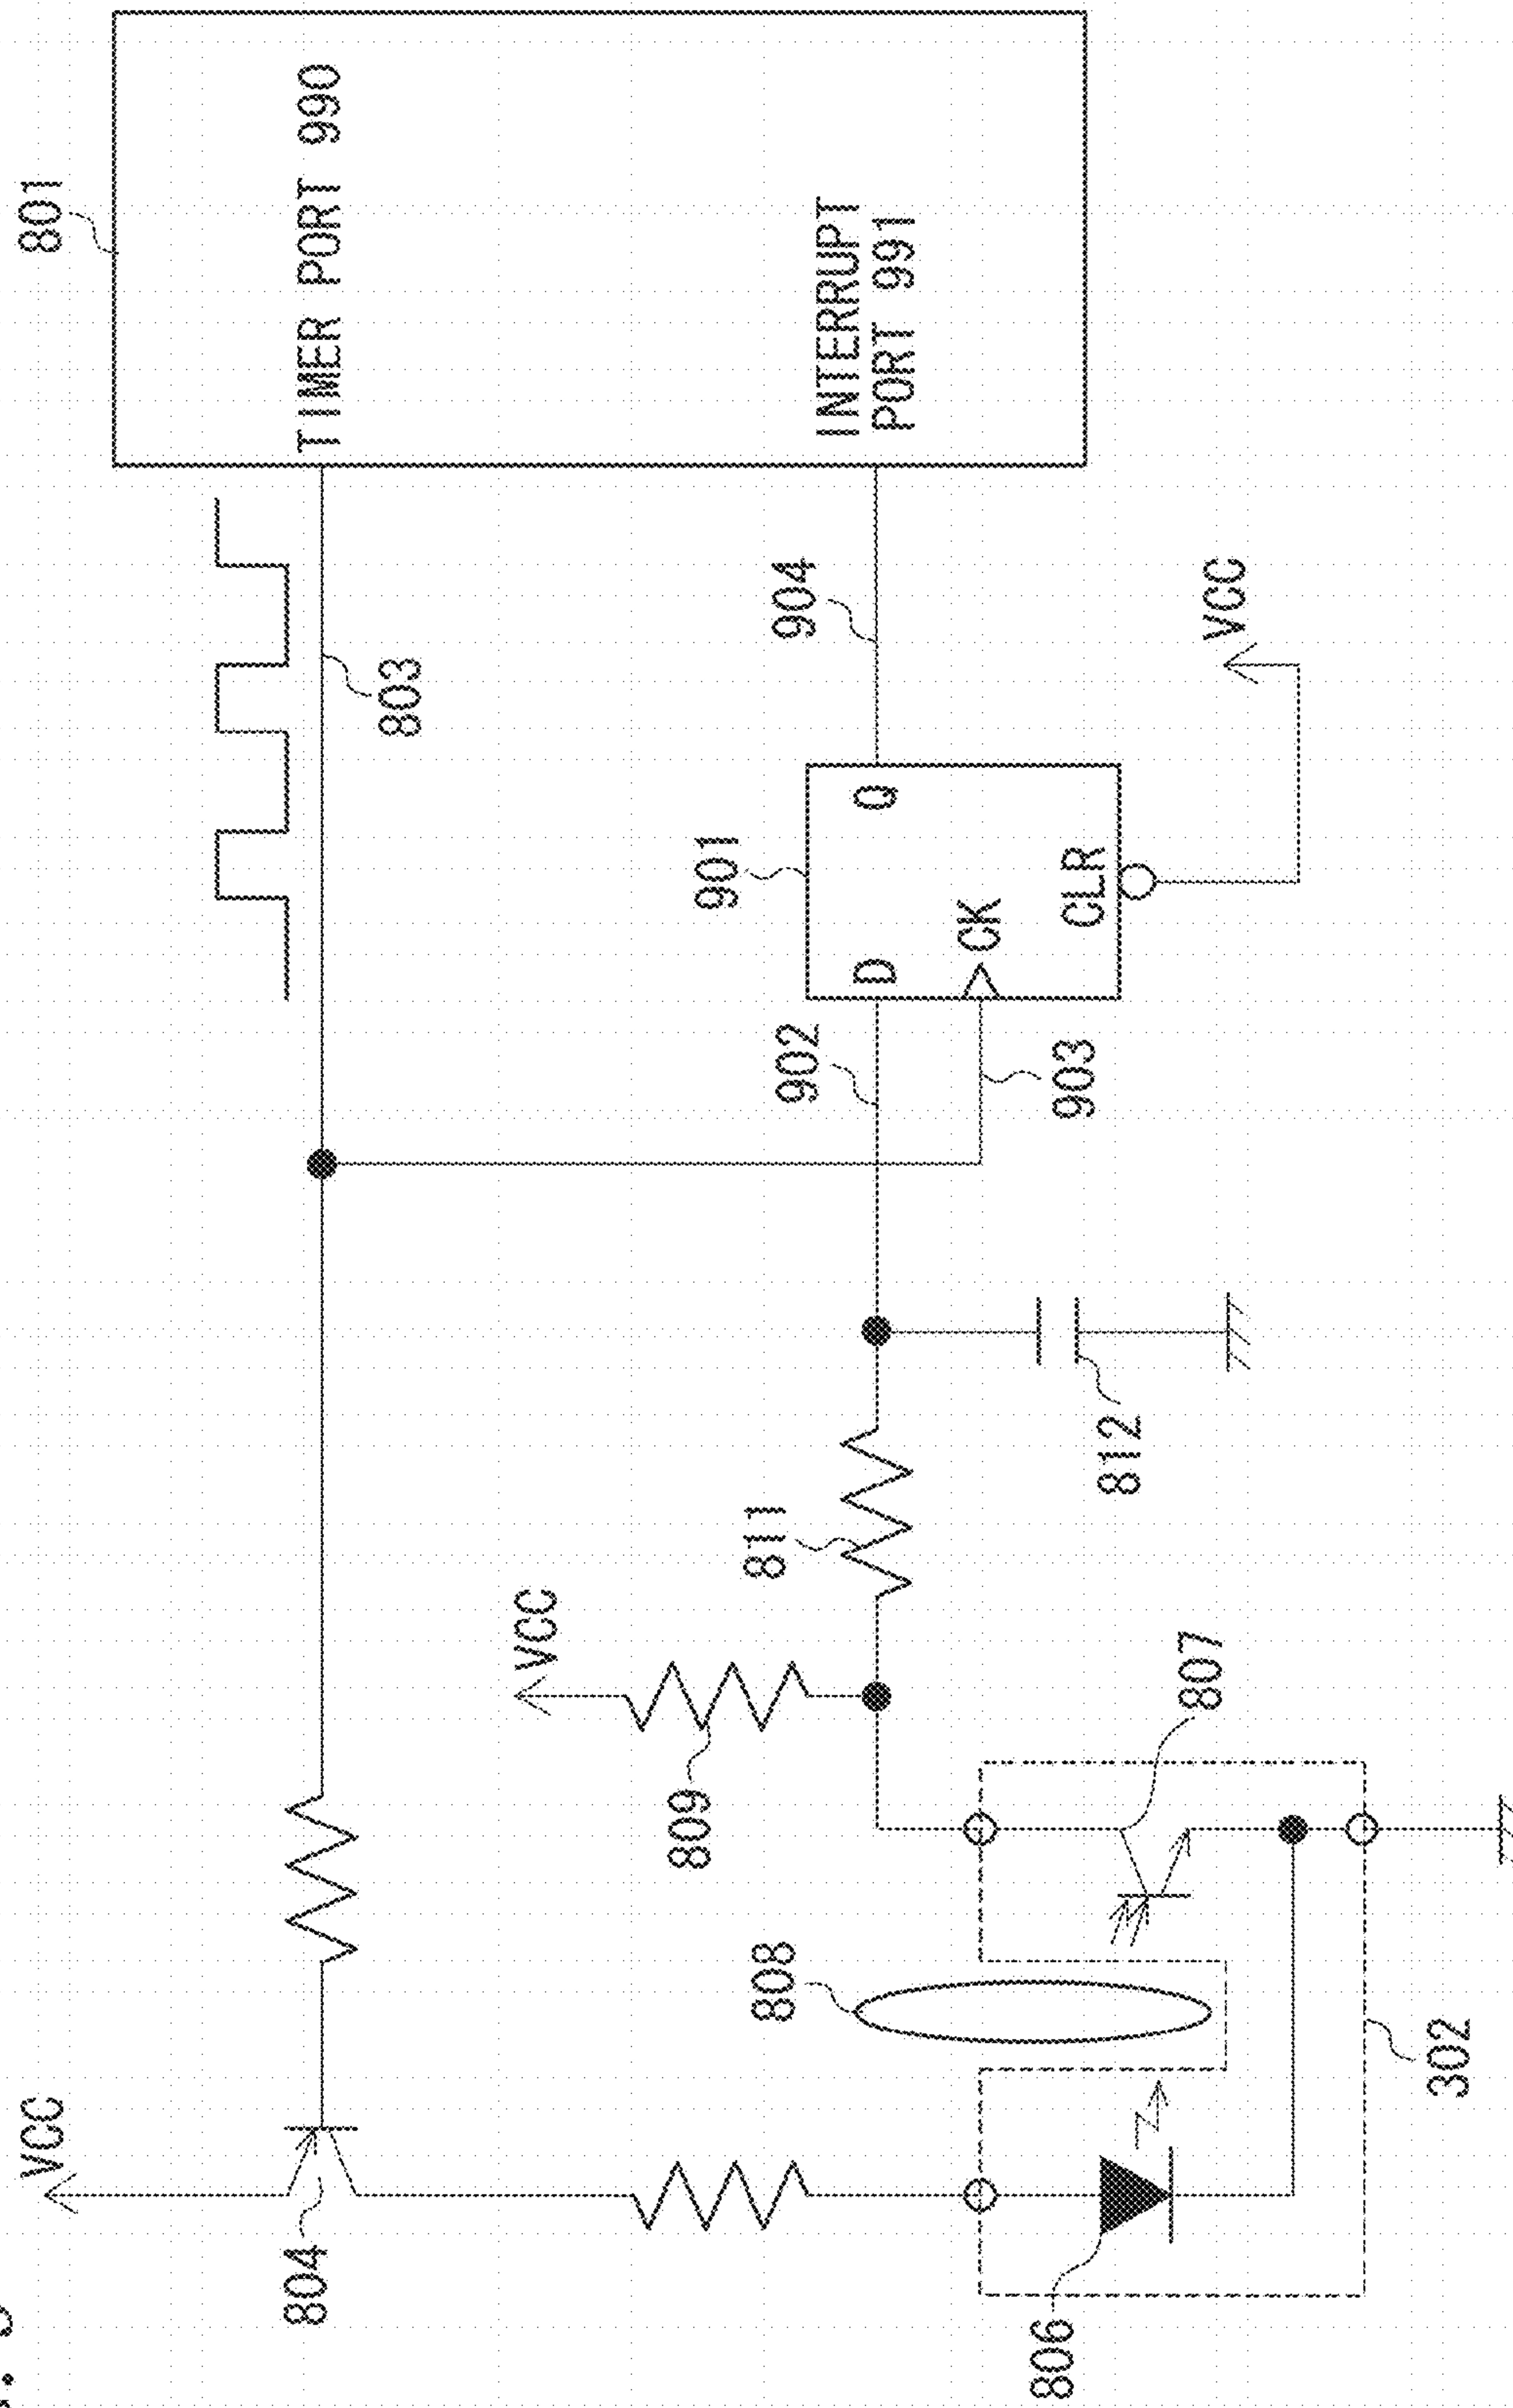 801
TIMER PORT 990
INTERRUPT
PORT 991
803
904
VCC
901
D
Q
CK
CLR
902
903
VCC
811
812
809
807
808
VCC
804
806
302